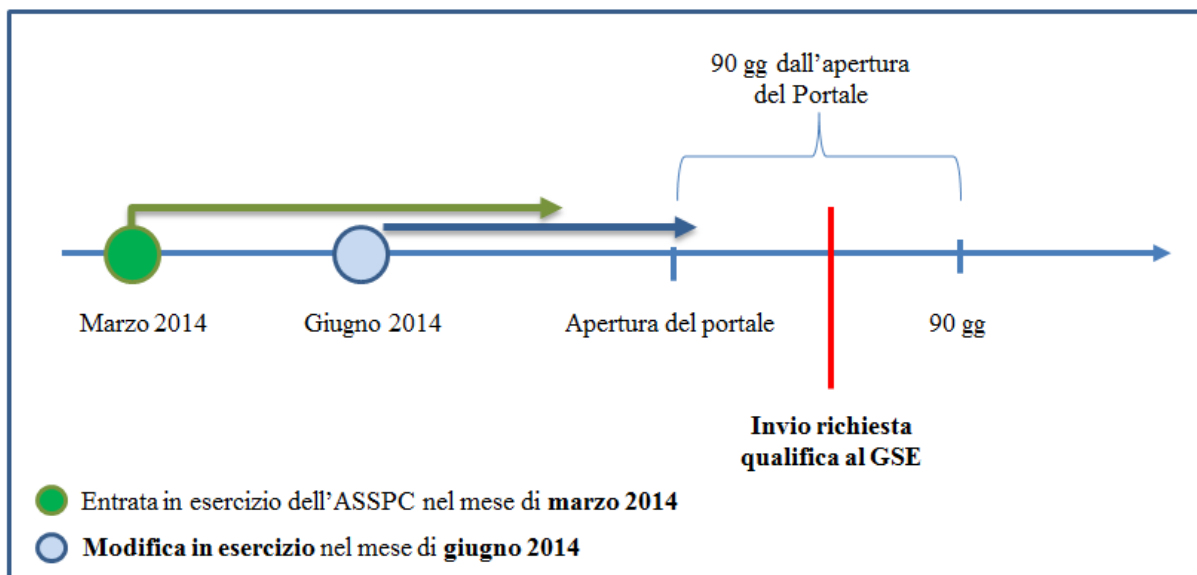 90 gg dall'apertura
del Portale
Marzo 2014
Giugno 2014
Apertura del portale
90 gg
Invio richiesta
qualifica al GSE
Entrata in esercizio dell'ASSPC nel mese di marzo 2014
Modifica in esercizio nel mese di giugno 2014